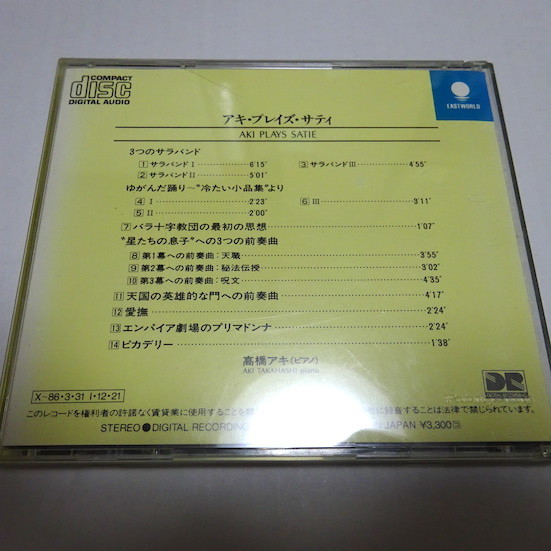 COMPACT
disc
DIGITAL AUDIO
EASTWORLD
アキ・プレイズ・サティ
AKI PLAYS SATIE
3つのサラバンド
1 サラバンド I 6'15"
2 サラバンド II 5'01"
3 サラバンド III 4'55"
ゆがんだ踊り〜"冷たい小品集"より
4 I 2'23"
5 II 2'00"
6 III 3'11"
7 バラ十字教団の最初の思想 1'07"
"星たちの息子"への3つの前奏曲
8 第1幕への前奏曲:天職 3'55"
9 第2幕への前奏曲:秘法伝授 3'02"
10 第3幕への前奏曲:呪文 4'35"
11 天国の英雄的な門への前奏曲 4'17"
12 愛撫 2'24"
13 エンパイア劇場のプリマドンナ 2'24"
14 ピカデリー 1'38"
高橋アキ(ピアノ)
AKI TAKAHASHI piano
X-86・3・31 I・12・21
このレコードを権利者の許諾なく賃貸業に使用することを に録音することは法律で禁じられています。
STEREO DIGITAL RECORDING JAPAN ¥3,300